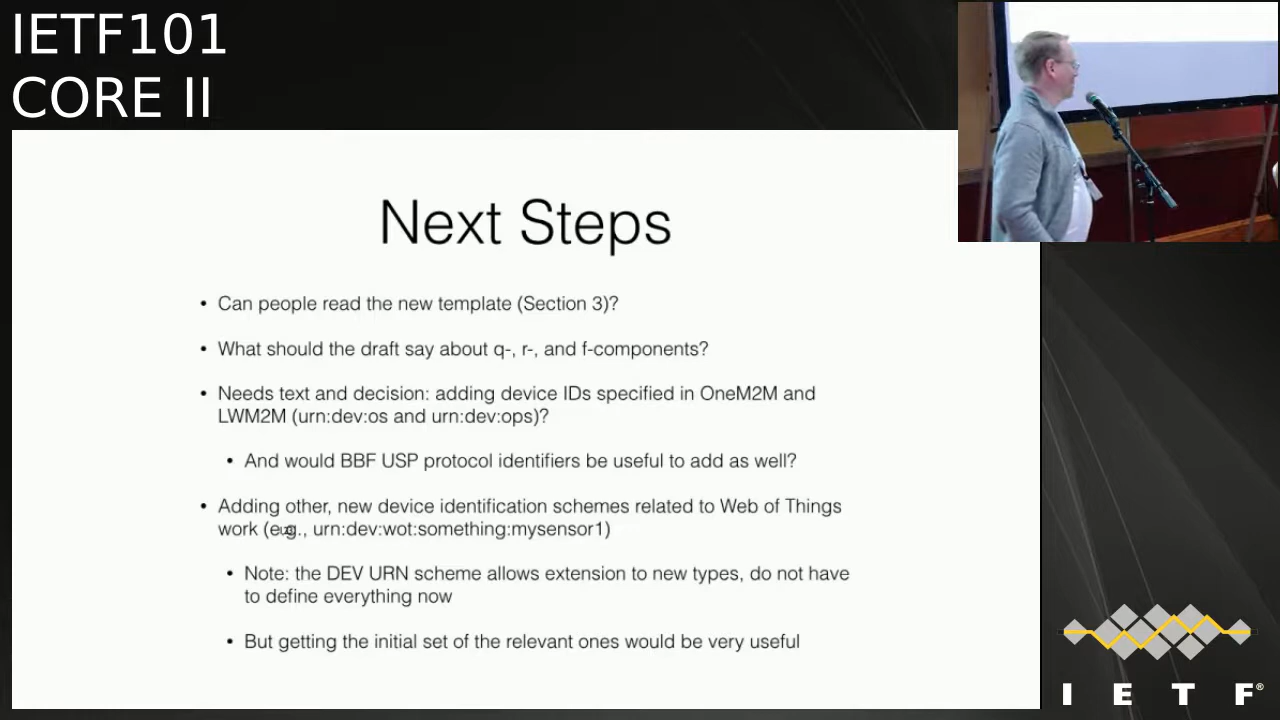 IETF101
CORE II
Next Steps
• Can people read the new template (Section 3)?
• What should the draft say about q-, r-, and f-components?
• Needs text and decision: adding device IDs specified in OneM2M and
LWM2M (urn:dev:os and urn:dev:ops)?
• And would BBF USP protocol identifiers be useful to add as well?
• Adding other, new device identification schemes related to Web of Things
work (e.g., urn:dev:wot:something:mysensor1)
• Note: the DEV URN scheme allows extension to new types, do not have
to define everything now
• But getting the initial set of the relevant ones would be very useful
I E T F®